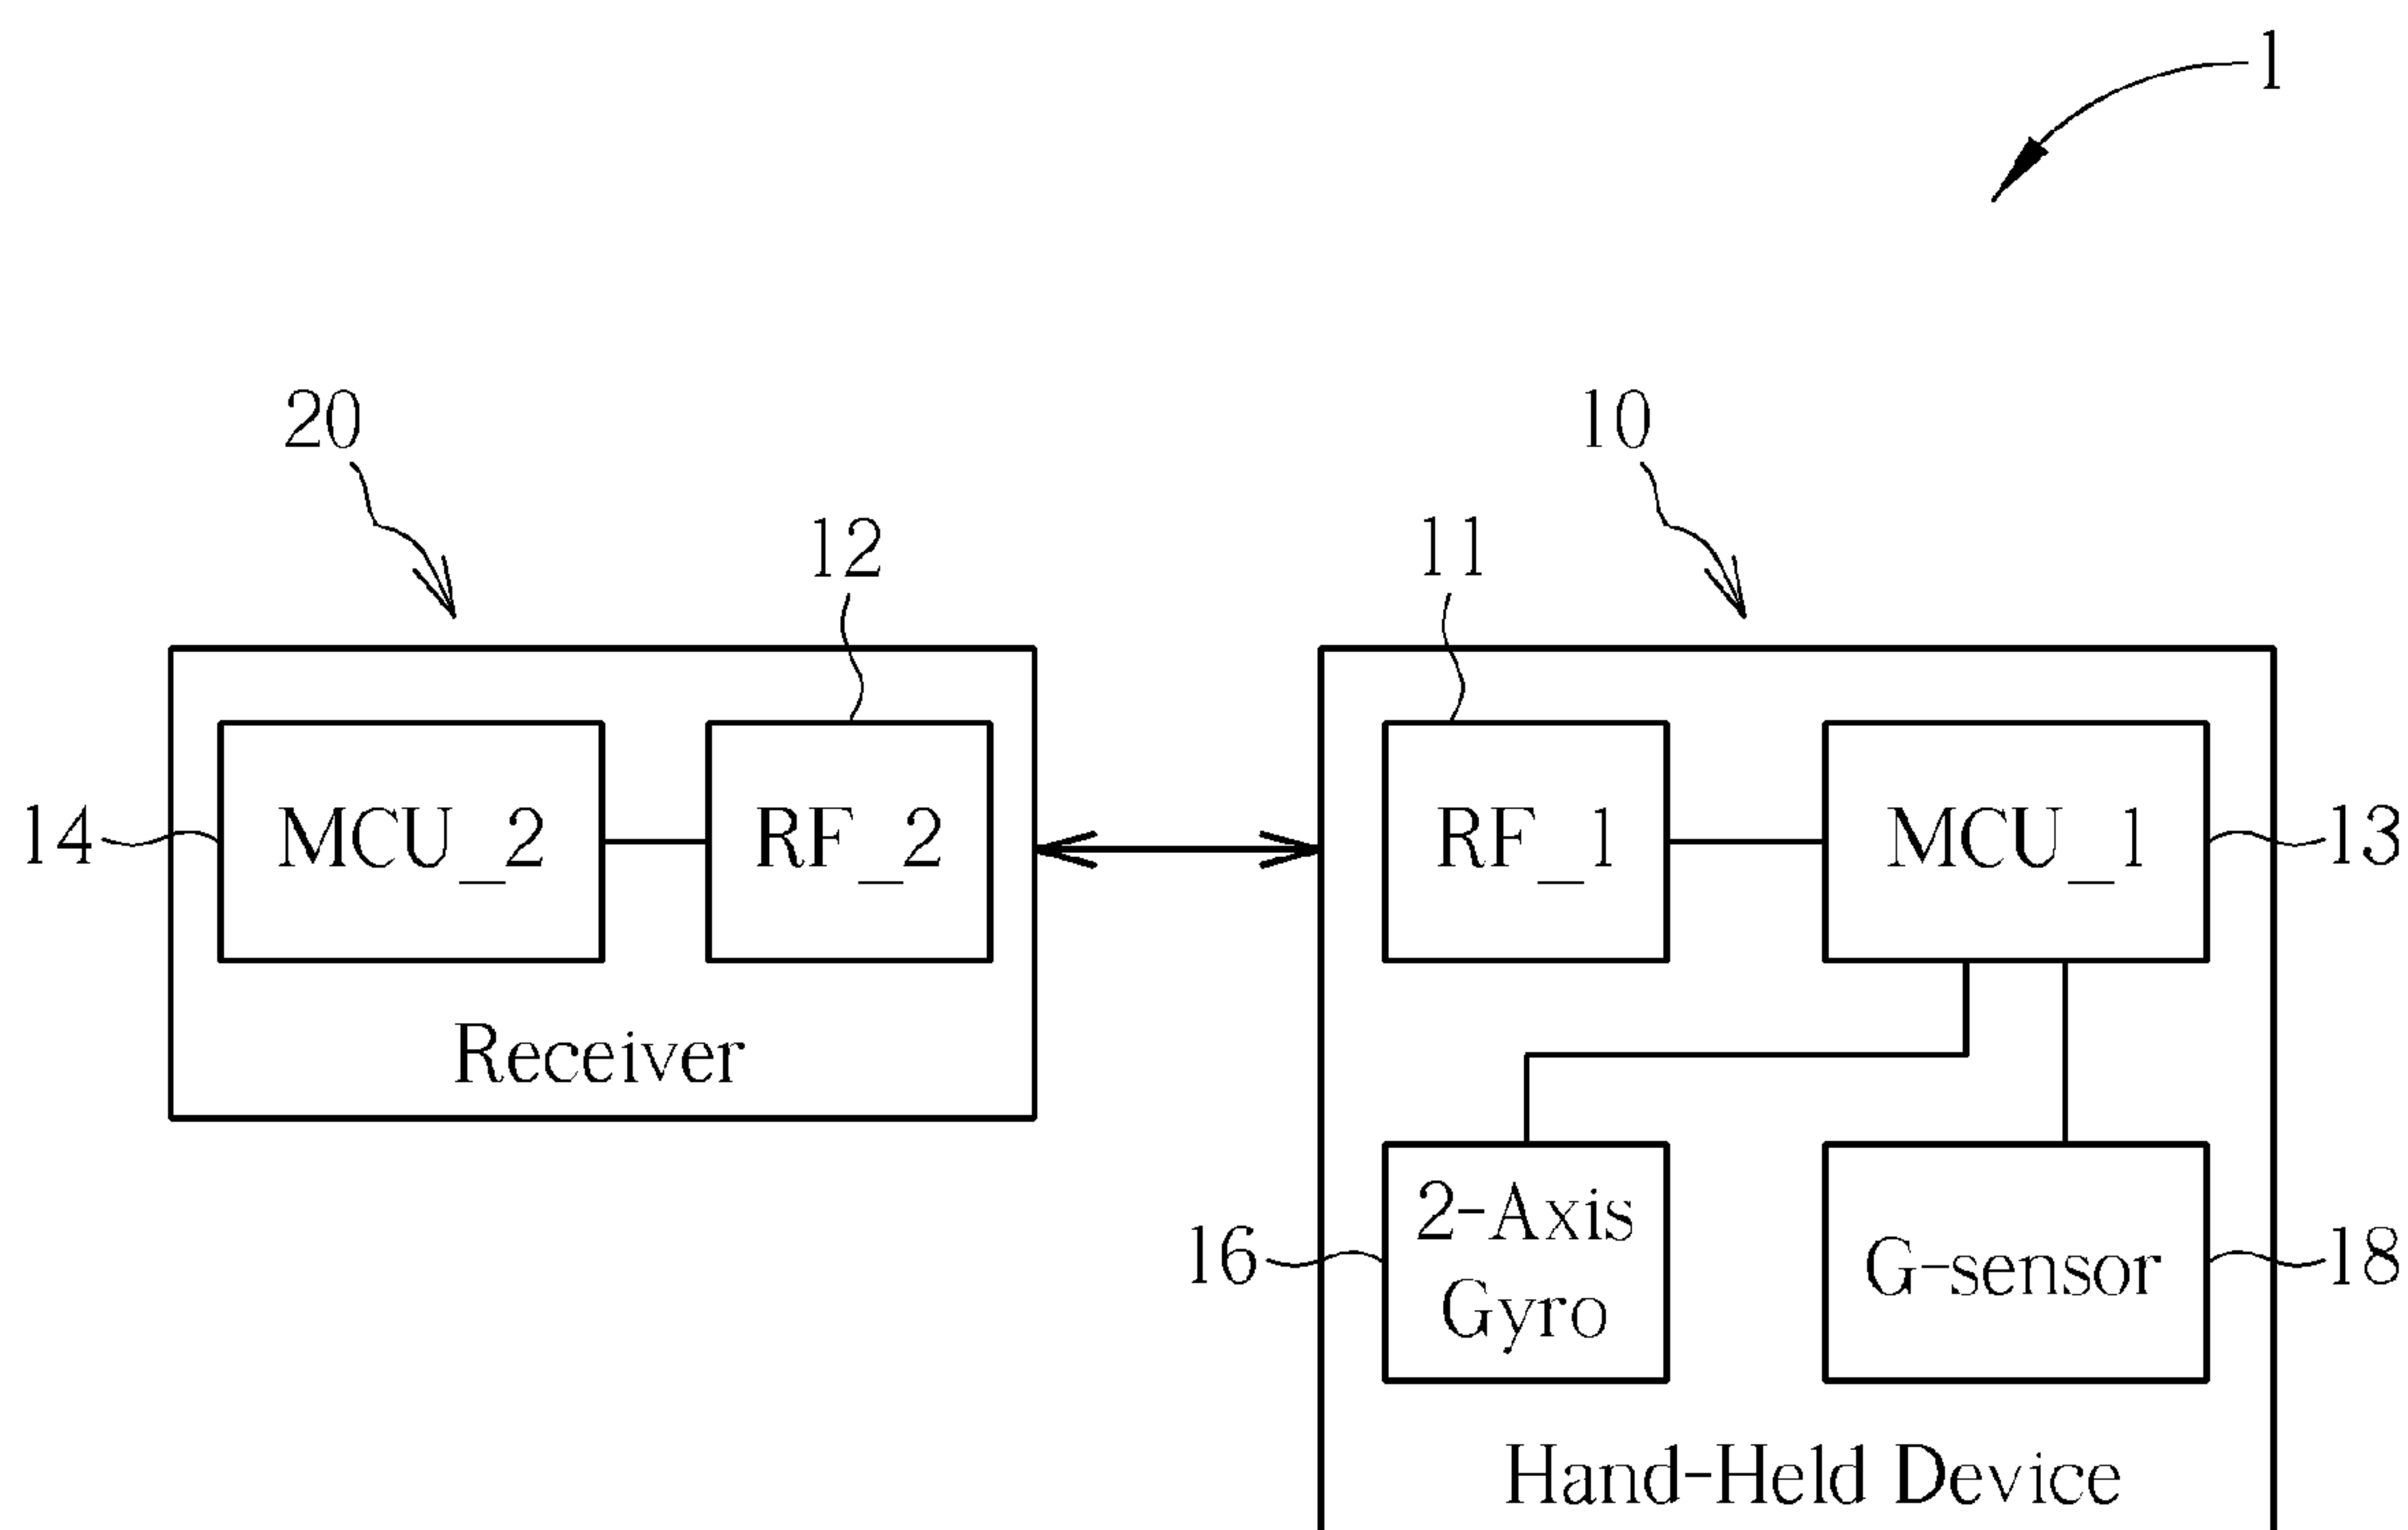 1
20
10
12
11
14
MCU_2
RF_2
RF_1
MCU_1
13
Receiver
16
2-Axis
Gyro
G-sensor
18
Hand-Held Device